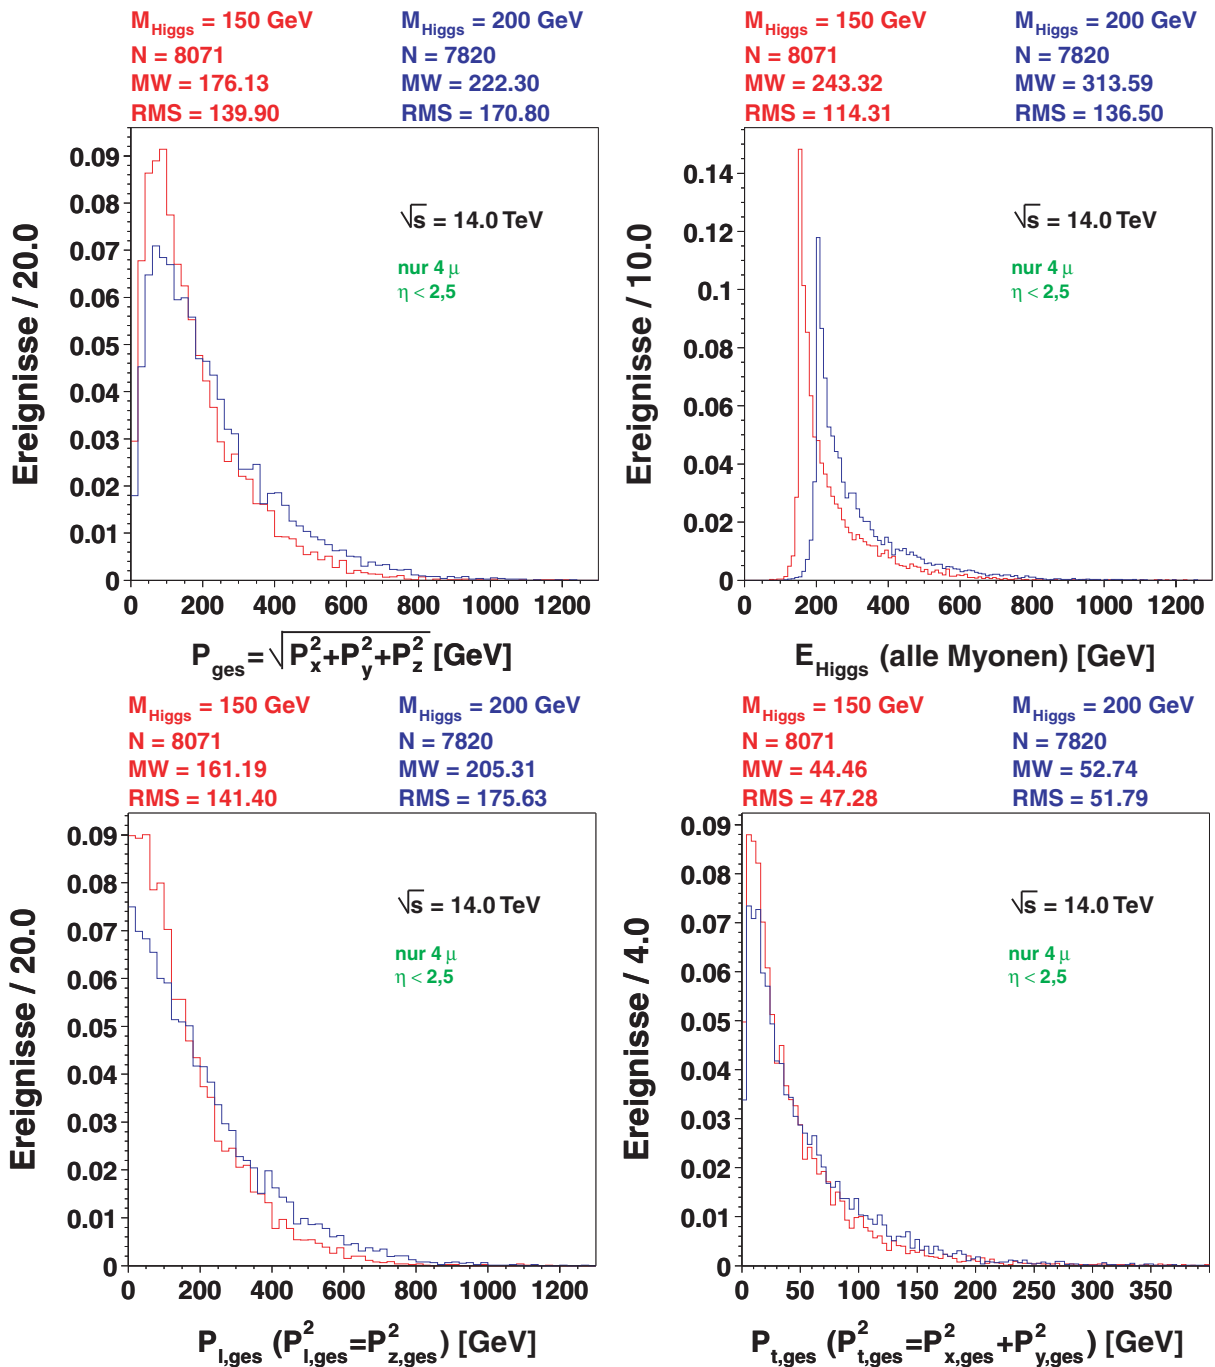 M_Higgs = 150 GeV M_Higgs = 200 GeV
N = 8071 N = 7820
MW = 176.13 MW = 222.30
RMS = 139.90 RMS = 170.80
0.09
0.08
0.07
0.06
0.05
0.04
0.03
0.02
0.01
0
Ereignisse / 20.0
√s = 14.0 TeV
nur 4 μ
η < 2,5
0 200 400 600 800 1000 1200
P_ges=√P_x^2+P_y^2+P_z^2 [GeV]
M_Higgs = 150 GeV M_Higgs = 200 GeV
N = 8071 N = 7820
MW = 243.32 MW = 313.59
RMS = 114.31 RMS = 136.50
0.14
0.12
0.1
0.08
0.06
0.04
0.02
0
Ereignisse / 10.0
√s = 14.0 TeV
nur 4 μ
η < 2,5
0 200 400 600 800 1000 1200
E_Higgs (alle Myonen) [GeV]
M_Higgs = 150 GeV M_Higgs = 200 GeV
N = 8071 N = 7820
MW = 161.19 MW = 205.31
RMS = 141.40 RMS = 175.63
0.09
0.08
0.07
0.06
0.05
0.04
0.03
0.02
0.01
0
Ereignisse / 20.0
√s = 14.0 TeV
nur 4 μ
η < 2,5
0 200 400 600 800 1000 1200
P_l,ges (P_l,ges^2=P_z,ges^2) [GeV]
M_Higgs = 150 GeV M_Higgs = 200 GeV
N = 8071 N = 7820
MW = 44.46 MW = 52.74
RMS = 47.28 RMS = 51.79
0.09
0.08
0.07
0.06
0.05
0.04
0.03
0.02
0.01
0
Ereignisse / 4.0
√s = 14.0 TeV
nur 4 μ
η < 2,5
0 50 100 150 200 250 300 350
P_t,ges (P_t,ges^2=P_x,ges^2+P_y,ges^2) [GeV]